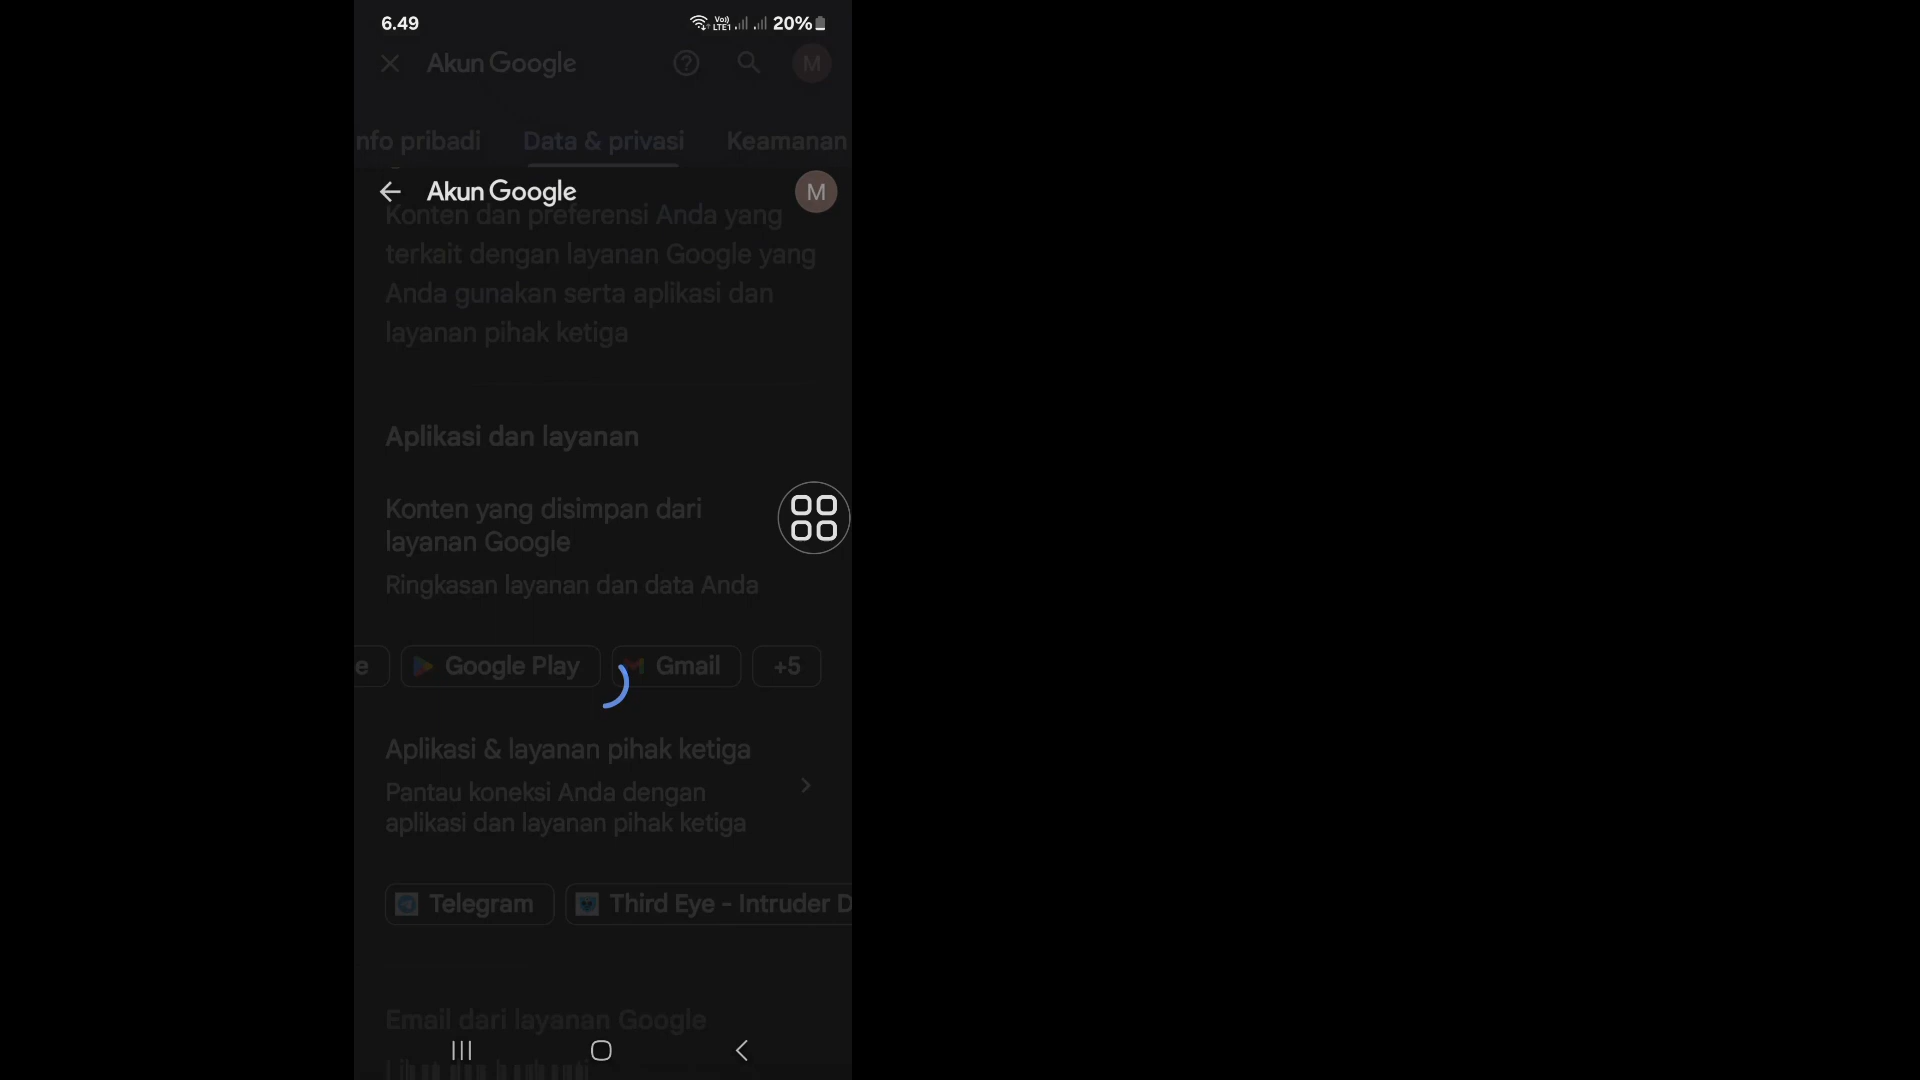 6.49
Vo)) LTE1
20%
Akun Google
M
nfo pribadi
Data & privasi
Keamanan
Akun Google
M
Konten dan preferensi Anda yang
terkait dengan layanan Google yang
Anda gunakan serta aplikasi dan
layanan pihak ketiga
Aplikasi dan layanan
Konten yang disimpan dari
layanan Google
Ringkasan layanan dan data Anda
e
Google Play
Gmail
+5
Aplikasi & layanan pihak ketiga
Pantau koneksi Anda dengan
aplikasi dan layanan pihak ketiga
Telegram
Third Eye - Intruder D
Email dari layanan Google